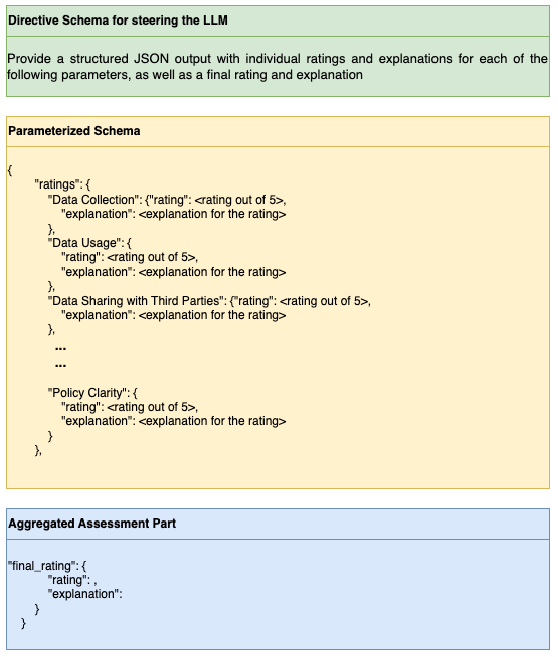 Directive Schema for steering the LLM
Provide a structured JSON output with individual ratings and explanations for each of the
following parameters, as well as a final rating and explanation
Parameterized Schema
{
"ratings": {
"Data Collection": {"rating": <rating out of 5>,
"explanation": <explanation for the rating>
},
"Data Usage": {
"rating": <rating out of 5>,
"explanation": <explanation for the rating>
},
"Data Sharing with Third Parties": {"rating": <rating out of 5>,
"explanation": <explanation for the rating>
},
...
...
"Policy Clarity": {
"rating": <rating out of 5>,
"explanation": <explanation for the rating>
}
},
Aggregated Assessment Part
"final_rating": {
"rating": ,
"explanation":
}
}